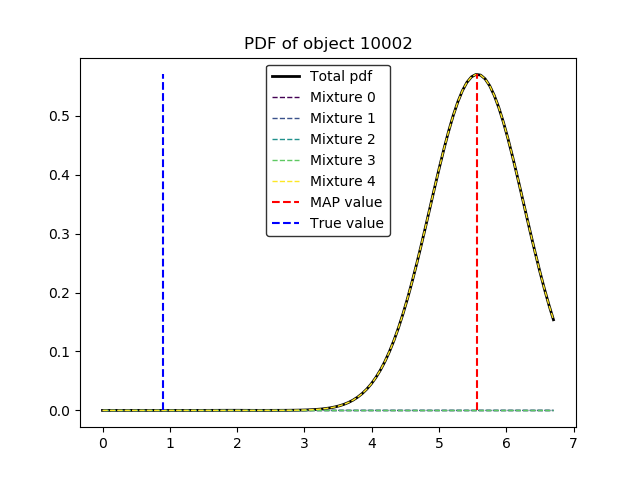 PDF of object 10002
Total pdf
Mixture 0
Mixture 1
Mixture 2
Mixture 3
Mixture 4
MAP value
True value
0.5
0.4
0.3
0.2
0.1
0.0
0 1 2 3 4 5 6 7